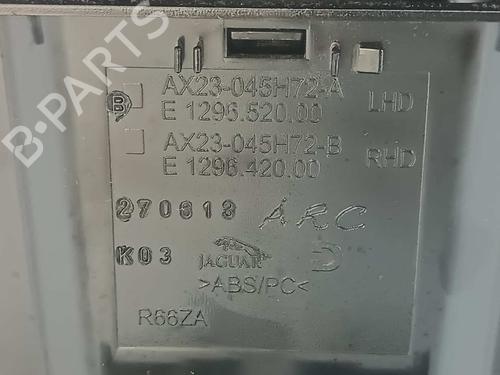 AX23-045H72-A
E 1296.520.00
LHD
B
AX23-045H72-B
E 1296.420.00
RHD
270613
ARC
K03
JAGUAR
>ABS/PC<
R66ZA
B-PARTS